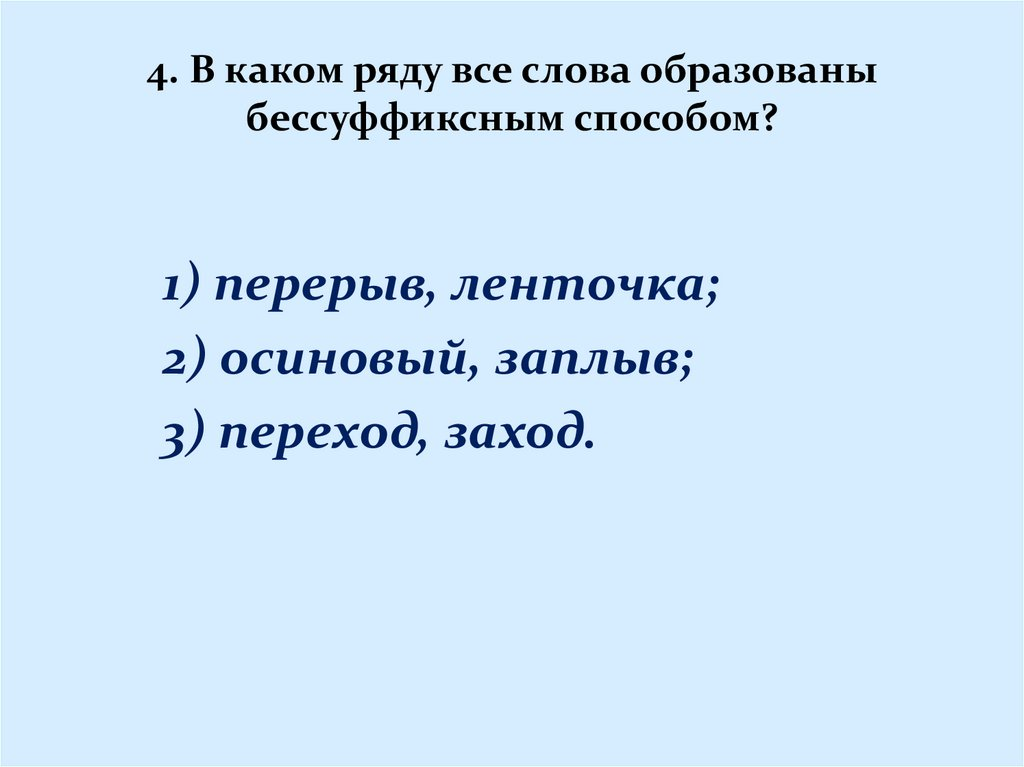 4. В каком ряду все слова образованы
бессуффиксным способом?
1) перерыв, ленточка;
2) осиновый, заплыв;
3) переход, заход.